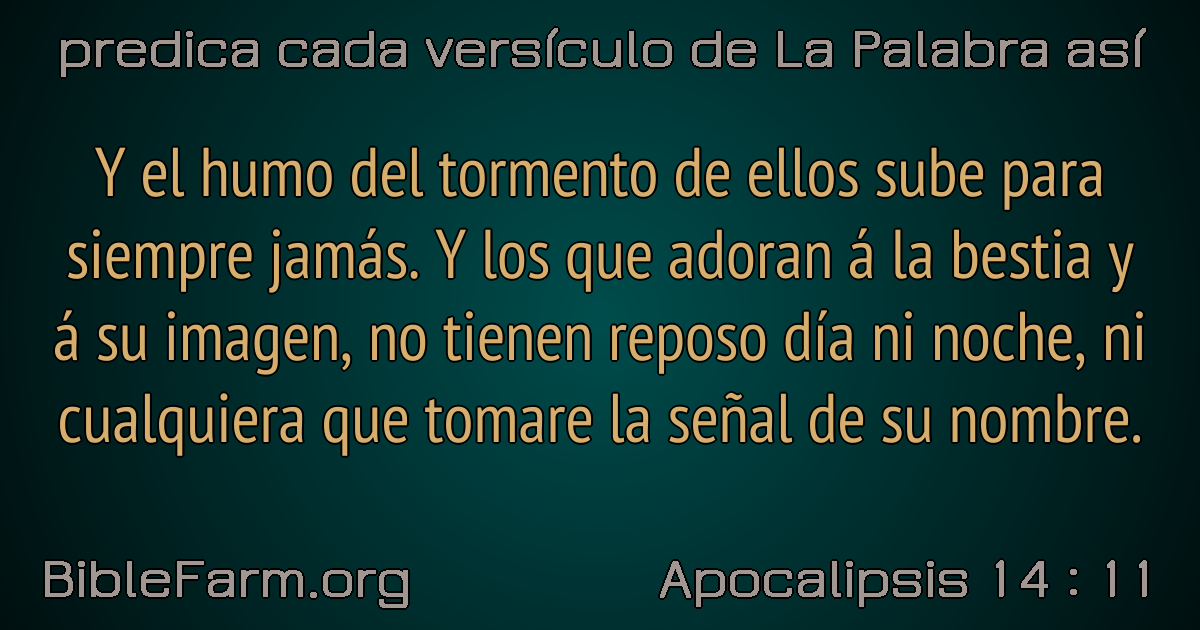 predica cada versículo de La Palabra así
Y el humo del tormento de ellos sube para
siempre jamás. Y los que adoran á la bestia y
á su imagen, no tienen reposo día ni noche, ni
cualquiera que tomare la señal de su nombre.
BibleFarm.org
Apocalipsis 14 : 11